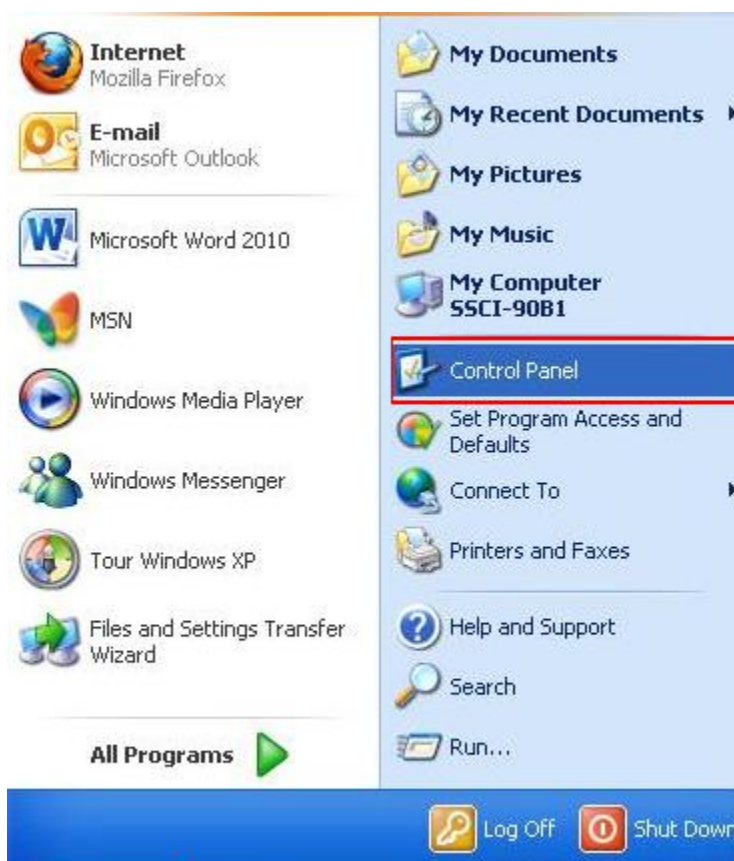 Internet
Mozilla Firefox
E-mail
Microsoft Outlook
Microsoft Word 2010
MSN
Windows Media Player
Windows Messenger
Tour Windows XP
Files and Settings Transfer
Wizard
All Programs
My Documents
My Recent Documents
My Pictures
My Music
My Computer
SSCI-90B1
Control Panel
Set Program Access and
Defaults
Connect To
Printers and Faxes
Help and Support
Search
Run...
Log Off
Shut Down